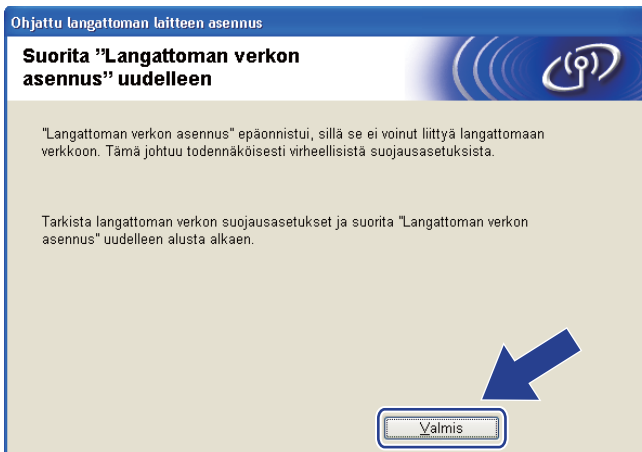 Ohjattu langattoman laitteen asennus
Suorita ”Langattoman verkon
asennus” uudelleen
"Langattoman verkon asennus" epäonnistui, sillä se ei voinut liittyä langattomaan
verkkoon. Tämä johtuu todennäköisesti virheellisistä suojausasetuksista.
Tarkista langattoman verkon suojausasetukset ja suorita "Langattoman verkon
asennus" uudelleen alusta alkaen.
Valmis